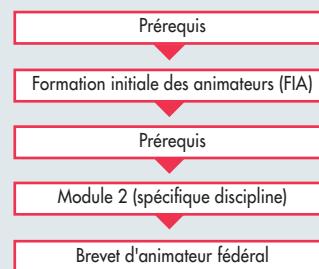 Prérequis
Formation initiale des animateurs (FIA)
Prérequis
Module 2 (spécifique discipline)
Brevet d'animateur fédéral